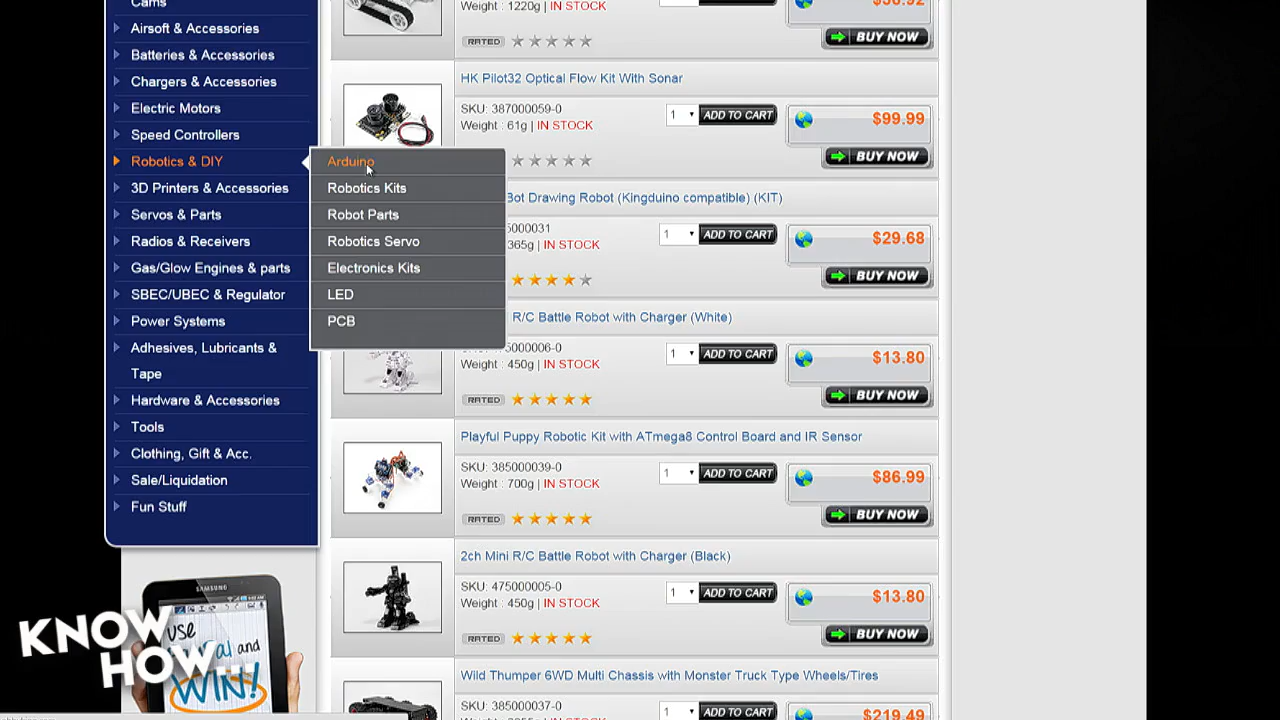 Cams
Airsoft & Accessories
Batteries & Accessories
Chargers & Accessories
Electric Motors
Speed Controllers
Robotics & DIY
3D Printers & Accessories
Servos & Parts
Radios & Receivers
Gas/Glow Engines & parts
SBEC/UBEC & Regulator
Power Systems
Adhesives, Lubricants &
Tape
Hardware & Accessories
Tools
Clothing, Gift & Acc.
Sale/Liquidation
Fun Stuff
Arduino
Robotics Kits
Robot Parts
Robotics Servo
Electronics Kits
LED
PCB
Weight : 1220g | IN STOCK
RATED
BUY NOW
HK Pilot32 Optical Flow Kit With Sonar
SKU: 387000059-0
Weight : 61g | IN STOCK
1 ADD TO CART
$99.99
BUY NOW
Bot Drawing Robot (Kingduino compatible) (KIT)
5000031
365g | IN STOCK
1 ADD TO CART
$29.68
BUY NOW
R/C Battle Robot with Charger (White)
000006-0
Weight : 450g | IN STOCK
1 ADD TO CART
$13.80
RATED
BUY NOW
Playful Puppy Robotic Kit with ATmega8 Control Board and IR Sensor
SKU: 385000039-0
Weight : 700g | IN STOCK
1 ADD TO CART
$86.99
RATED
BUY NOW
2ch Mini R/C Battle Robot with Charger (Black)
SKU: 475000005-0
Weight : 450g | IN STOCK
1 ADD TO CART
$13.80
RATED
BUY NOW
Wild Thumper 6WD Multi Chassis with Monster Truck Type Wheels/Tires
SKU: 385000037-0
1 ADD TO CART
$219.49
SAMSUNG
use
and
WIN!
KNOW
HOW...